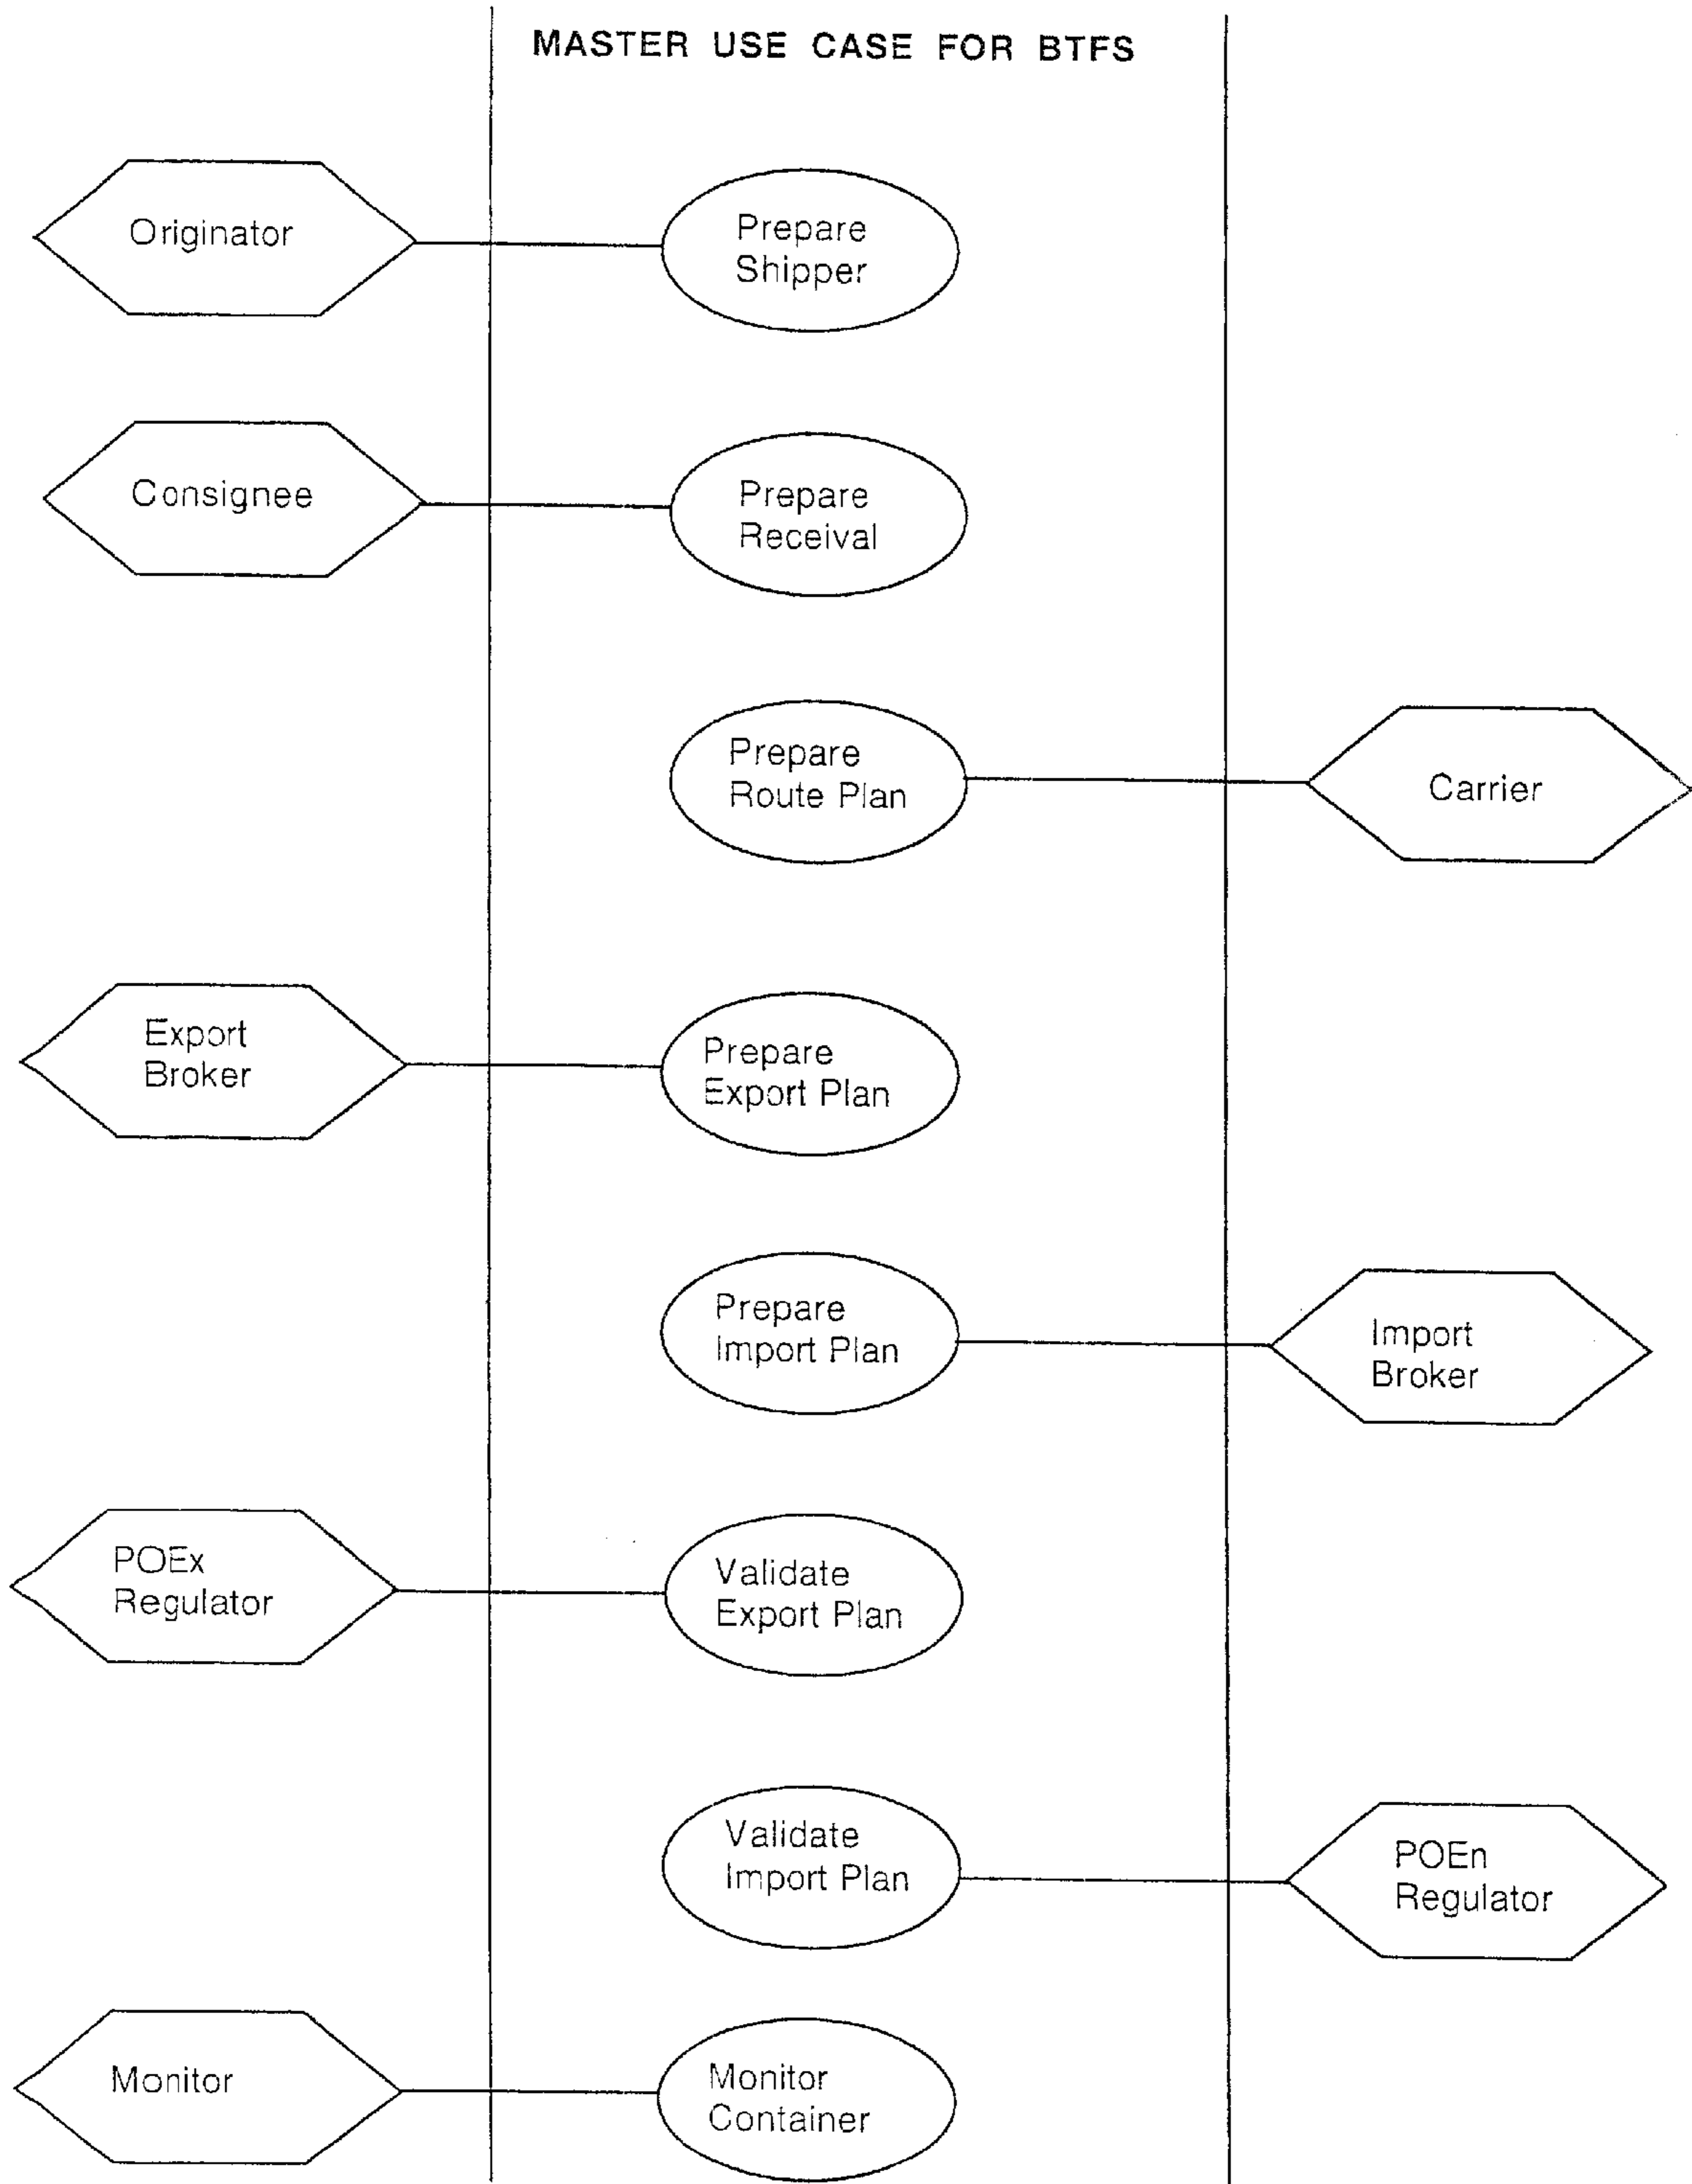 MASTER USE CASE FOR BTFS
Originator
Prepare
Shipper
Consignee
Prepare
Receival
Prepare
Route Plan
Carrier
Export
Broker
Prepare
Export Plan
Prepare
Import Plan
Import
Broker
POEx
Regulator
Validate
Export Plan
Validate
Import Plan
POEn
Regulator
Monitor
Monitor
Container